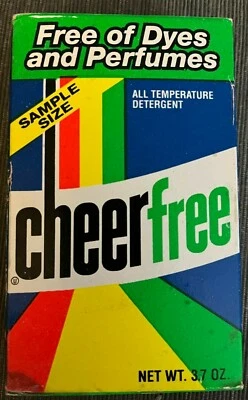 Free of Dyes
and Perfumes
SAMPLE
SIZE
ALL TEMPERATURE
DETERGENT
cheerfree
NET WT. 3.7 OZ.